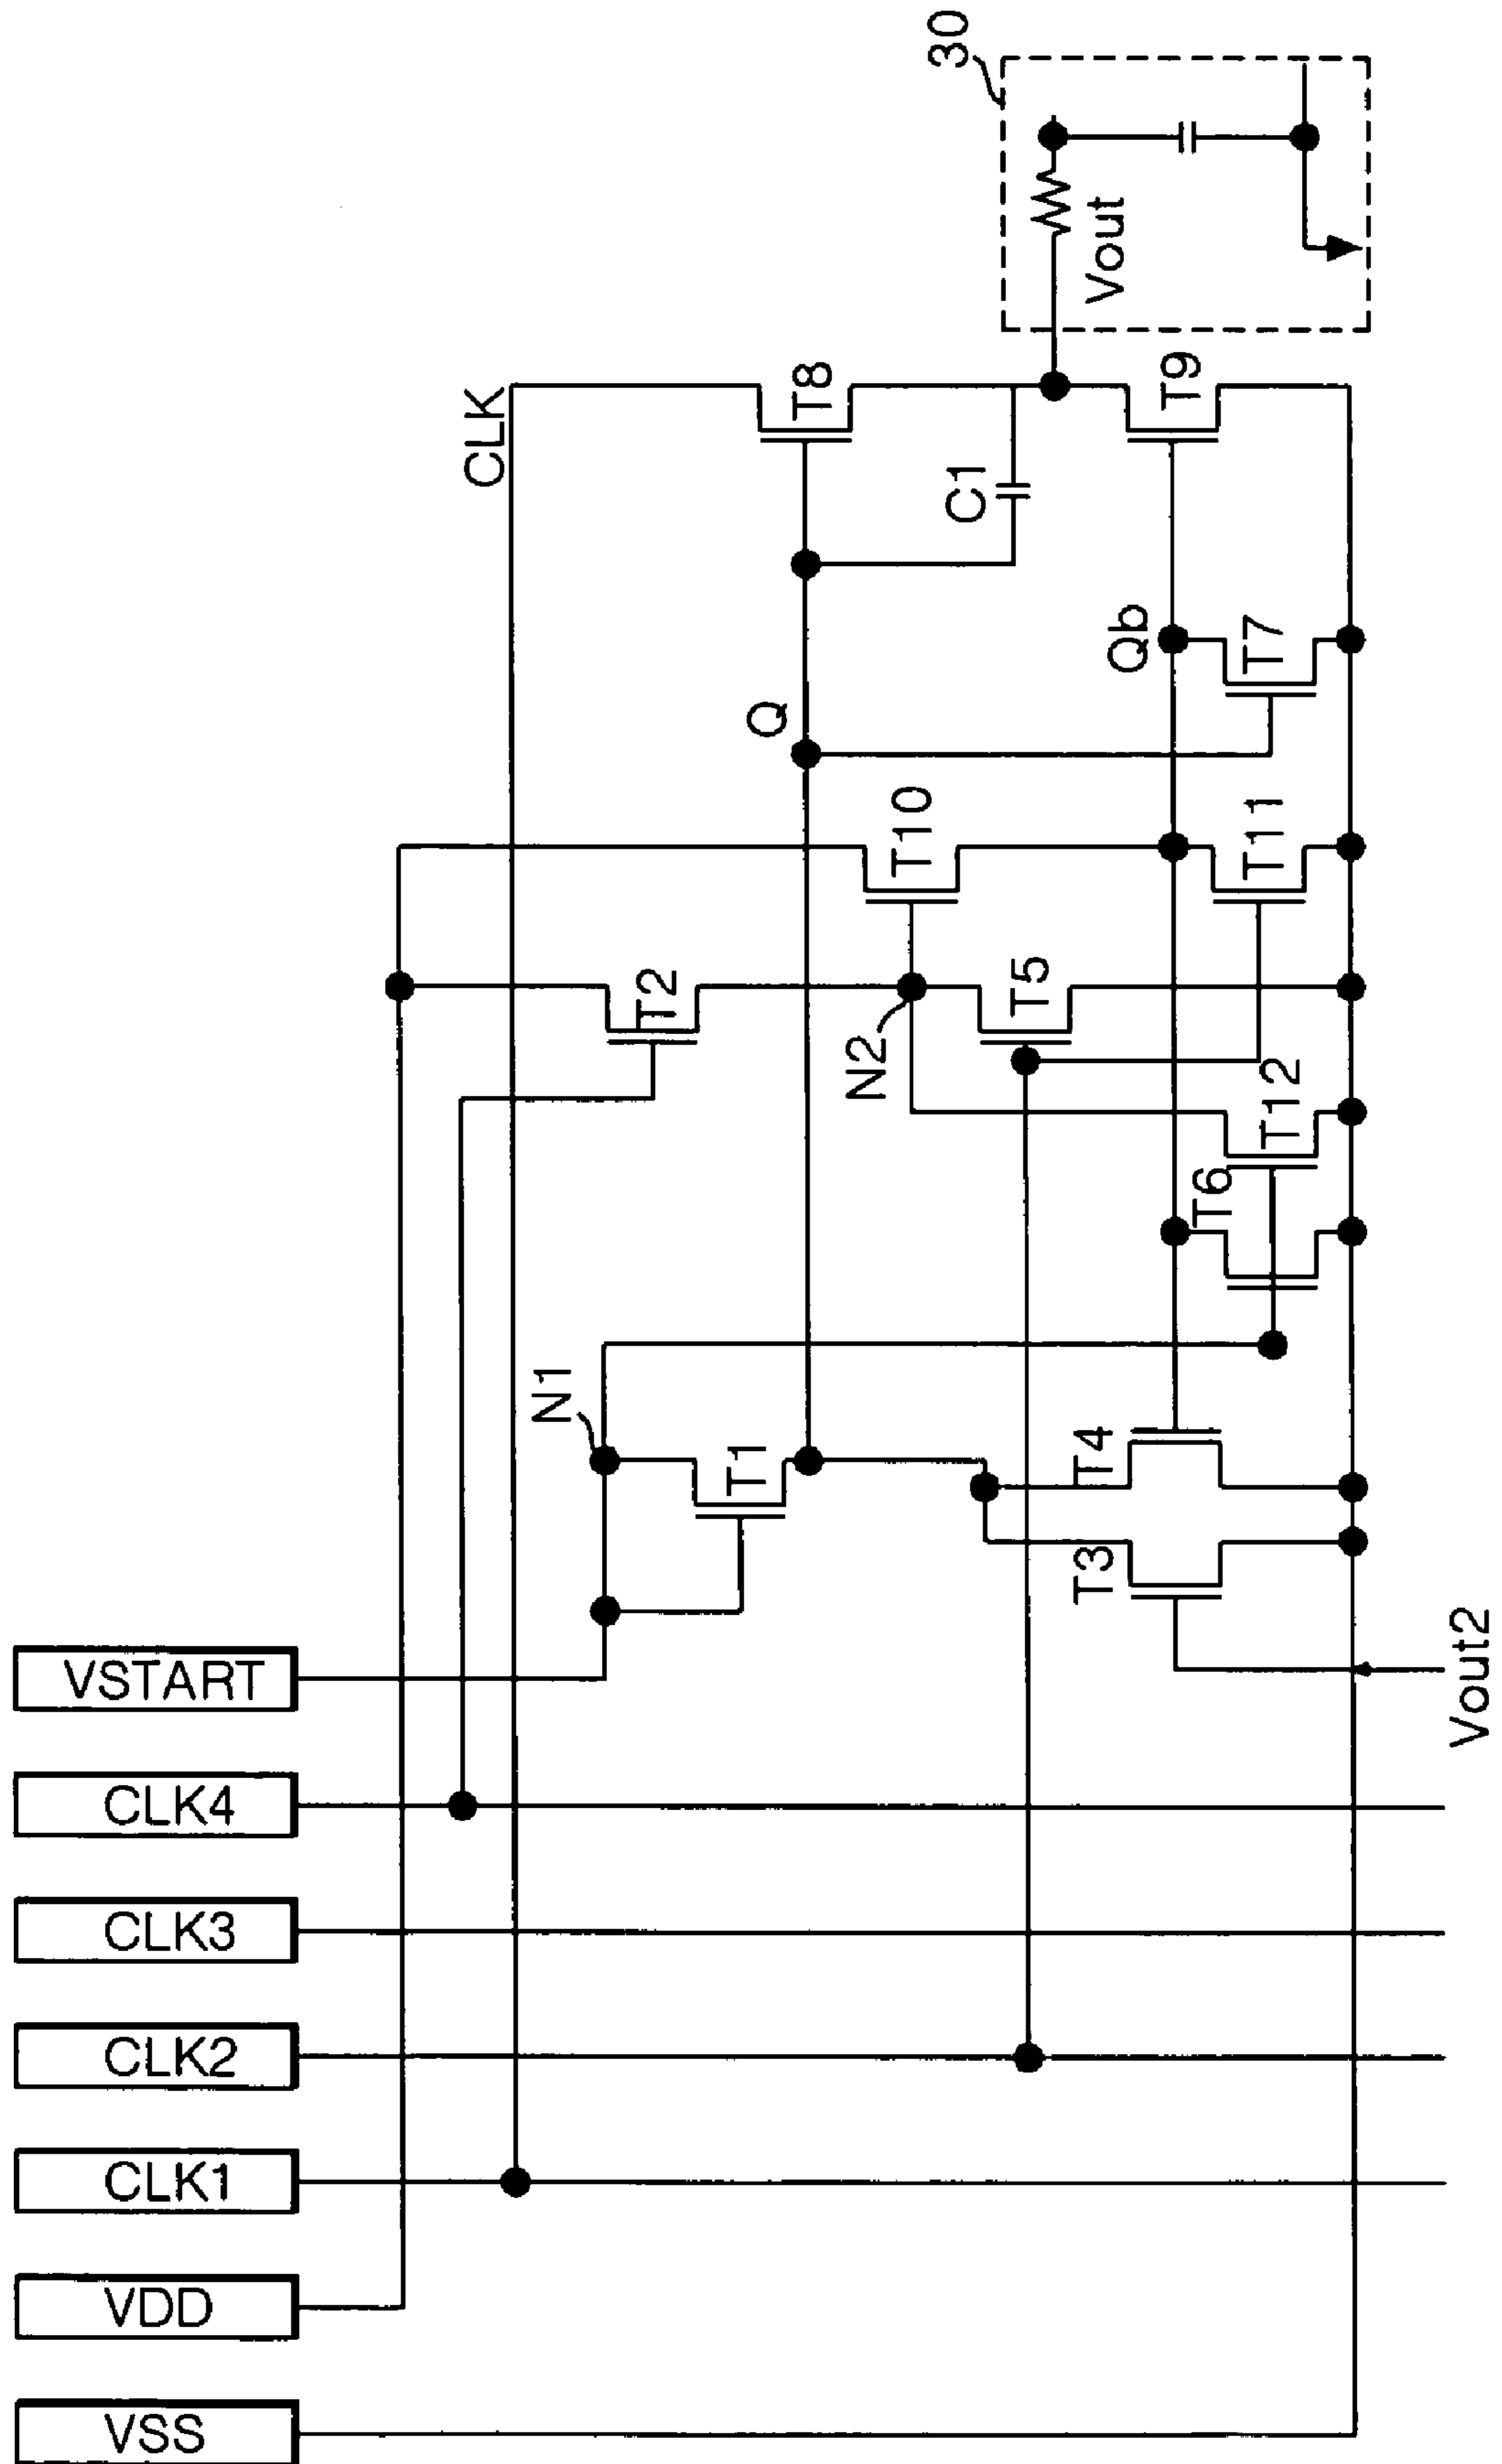 30
Vout
CLK
T8
T9
C1
Qb
T7
Q
T10
T11
T2
T5
N2
T12
T6
N1
T1
T4
T3
VSTART
Vout2
CLK4
CLK3
CLK2
CLK1
VDD
VSS